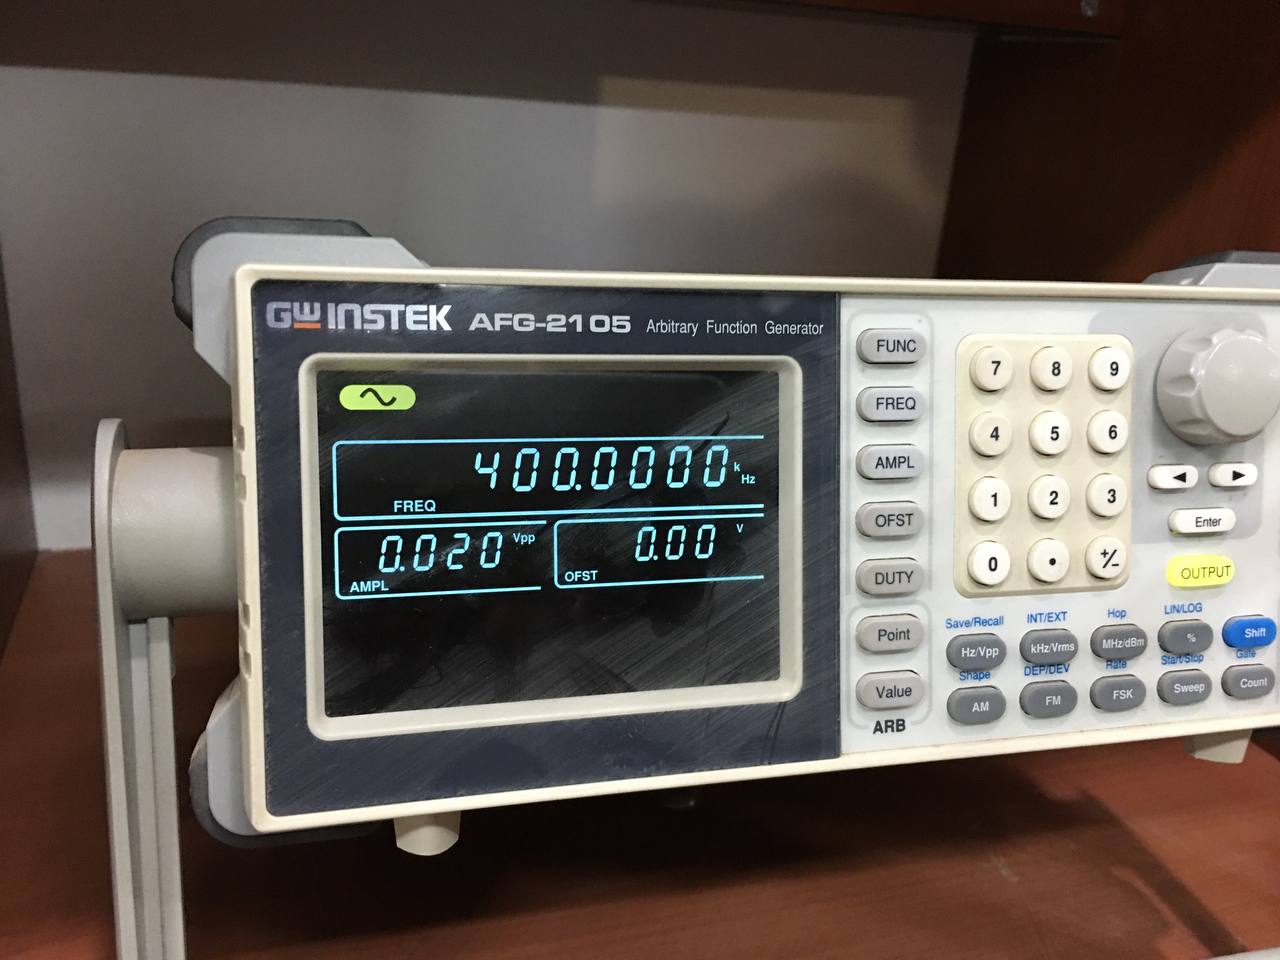 GW INSTEK AFG-2105 Arbitrary Function Generator
400.0000 kHz
FREQ
0.020 Vpp
AMPL
0.00 V
OFST
FUNC
FREQ
AMPL
OFST
DUTY
Point
Value
ARB
7 8 9
4 5 6
1 2 3
0 • +/-
◄ ►
Enter
OUTPUT
Save/Recall INT/EXT Hop LIN/LOG
Hz/Vpp kHz/Vrms MHz/dBm % Shift
Shape DEP/DEV Rate Start/Stop Gate
AM FM FSK Sweep Count